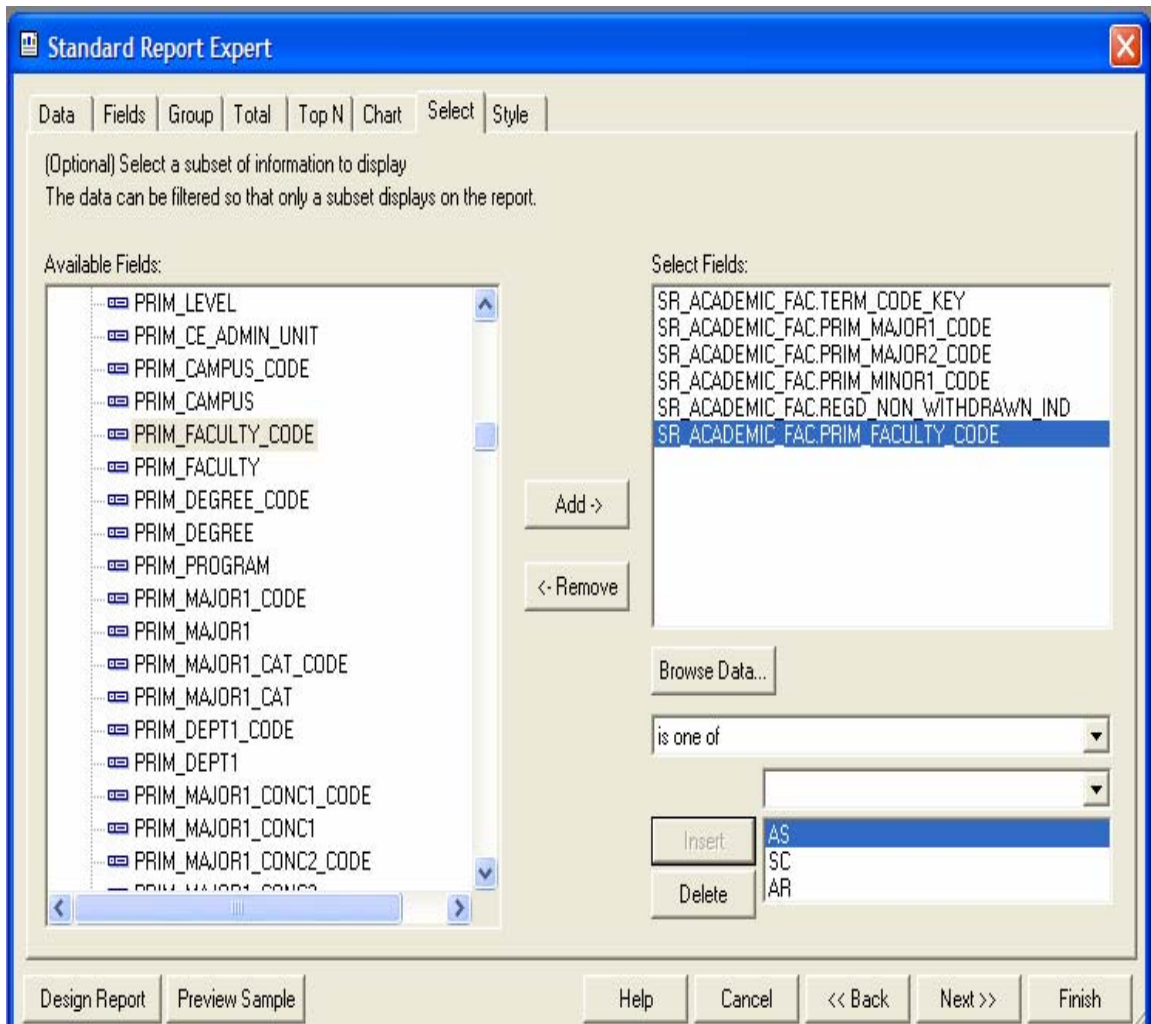 Standard Report Expert
Data Fields Group Total Top N Chart Select Style
(Optional) Select a subset of information to display
The data can be filtered so that only a subset displays on the report.
Available Fields:
PRIM_LEVEL
PRIM_CE_ADMIN_UNIT
PRIM_CAMPUS_CODE
PRIM_CAMPUS
PRIM_FACULTY_CODE
PRIM_FACULTY
PRIM_DEGREE_CODE
PRIM_DEGREE
PRIM_PROGRAM
PRIM_MAJOR1_CODE
PRIM_MAJOR1
PRIM_MAJOR1_CAT_CODE
PRIM_MAJOR1_CAT
PRIM_DEPT1_CODE
PRIM_DEPT1
PRIM_MAJOR1_CONC1_CODE
PRIM_MAJOR1_CONC1
PRIM_MAJOR1_CONC2_CODE
Add ->
<- Remove
Select Fields:
SR_ACADEMIC_FAC.TERM_CODE_KEY
SR_ACADEMIC_FAC.PRIM_MAJOR1_CODE
SR_ACADEMIC_FAC.PRIM_MAJOR2_CODE
SR_ACADEMIC_FAC.PRIM_MINOR1_CODE
SR_ACADEMIC_FAC.REGD_NON_WITHDRAWN_IND
SR_ACADEMIC_FAC.PRIM_FACULTY_CODE
Browse Data...
is one of
Insert
Delete
AS
SC
AR
Design Report Preview Sample Help Cancel << Back Next >> Finish